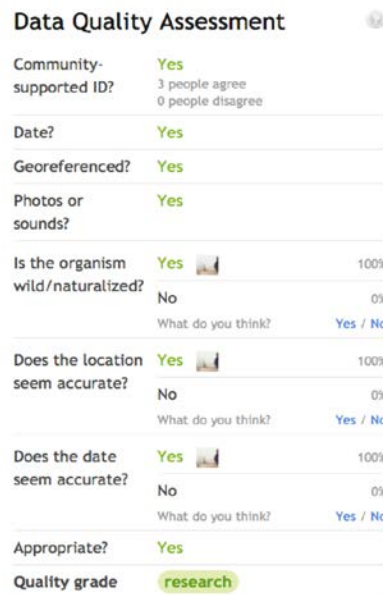 Data Quality Assessment
Community-supported ID? Yes
3 people agree
0 people disagree
Date? Yes
Georeferenced? Yes
Photos or sounds? Yes
Is the organism wild/naturalized? Yes 100%
No 0%
What do you think? Yes / No
Does the location seem accurate? Yes 100%
No 0%
What do you think? Yes / No
Does the date seem accurate? Yes 100%
No 0%
What do you think? Yes / No
Appropriate? Yes
Quality grade research